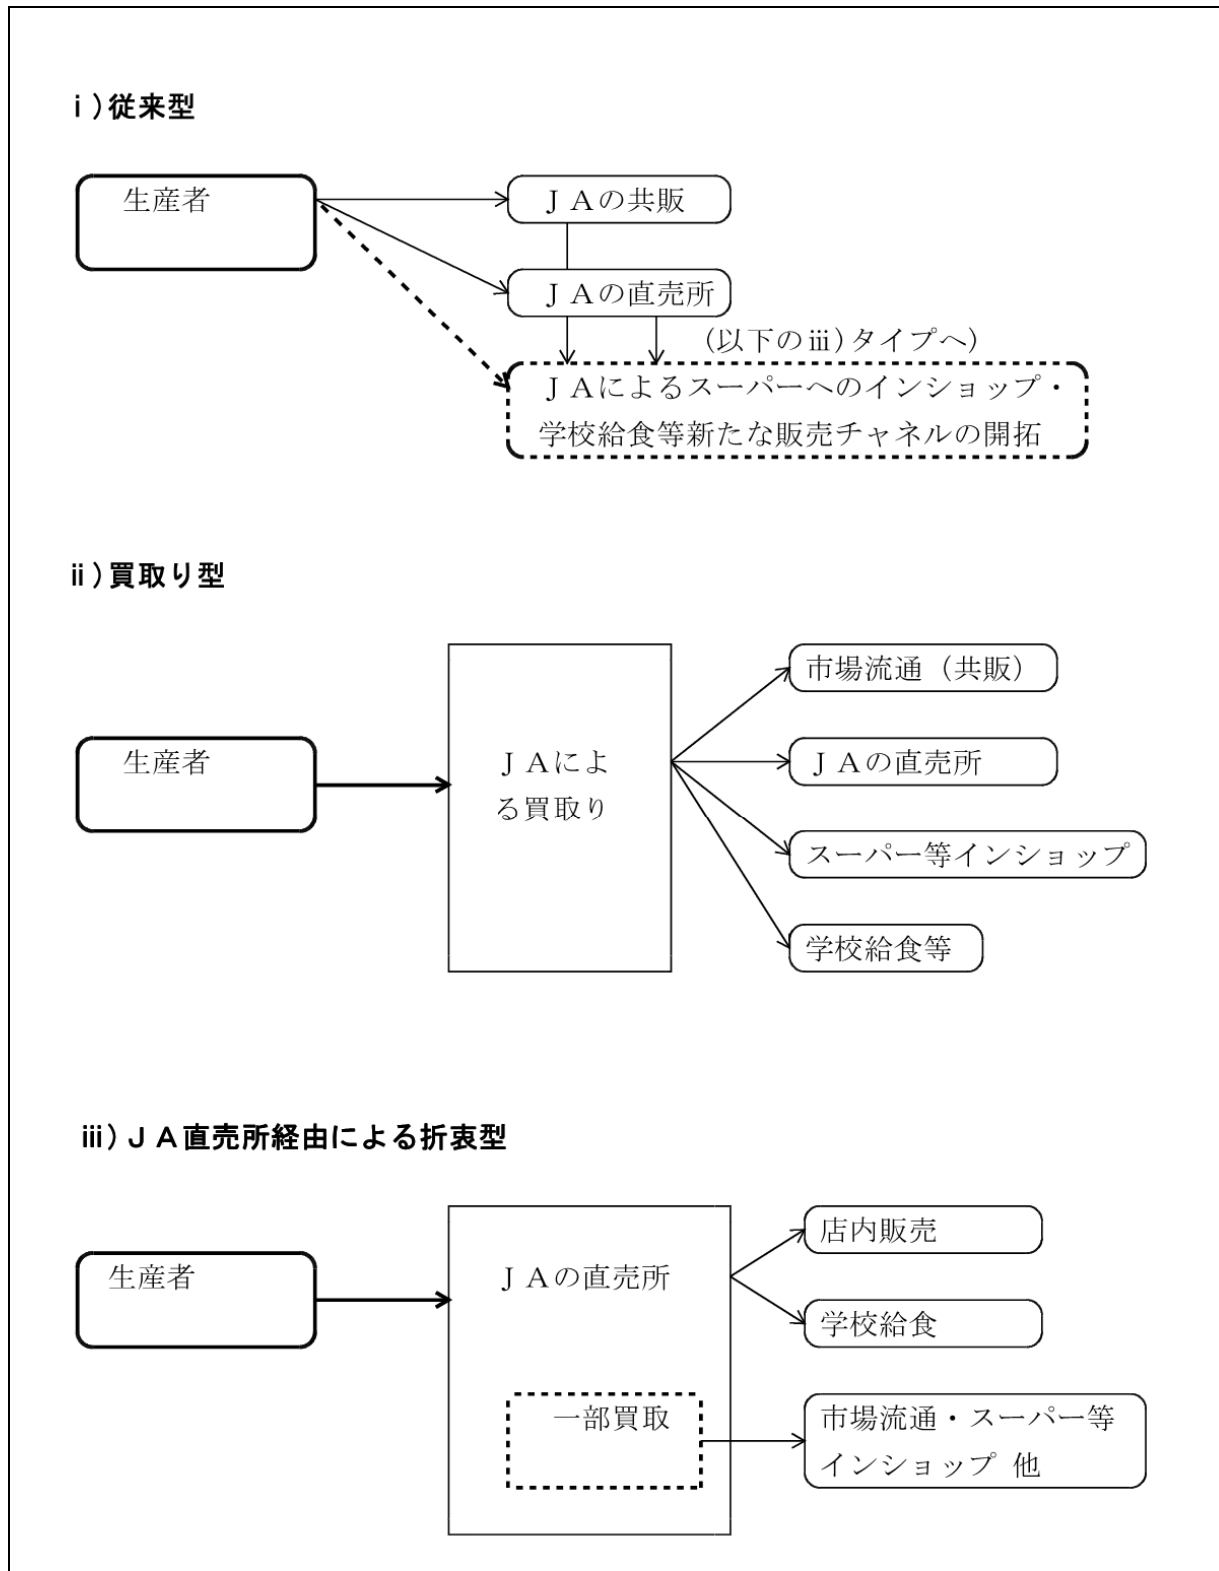 ⅰ)従来型
生産者
ＪＡの共販
ＪＡの直売所
(以下のⅲ)タイプへ)
ＪＡによるスーパーへのインショップ・
学校給食等新たな販売チャネルの開拓
ⅱ)買取り型
生産者
ＪＡによ
る買取り
市場流通（共販）
ＪＡの直売所
スーパー等インショップ
学校給食等
ⅲ)ＪＡ直売所経由による折衷型
生産者
ＪＡの直売所
一部買取
店内販売
学校給食
市場流通・スーパー等
インショップ 他